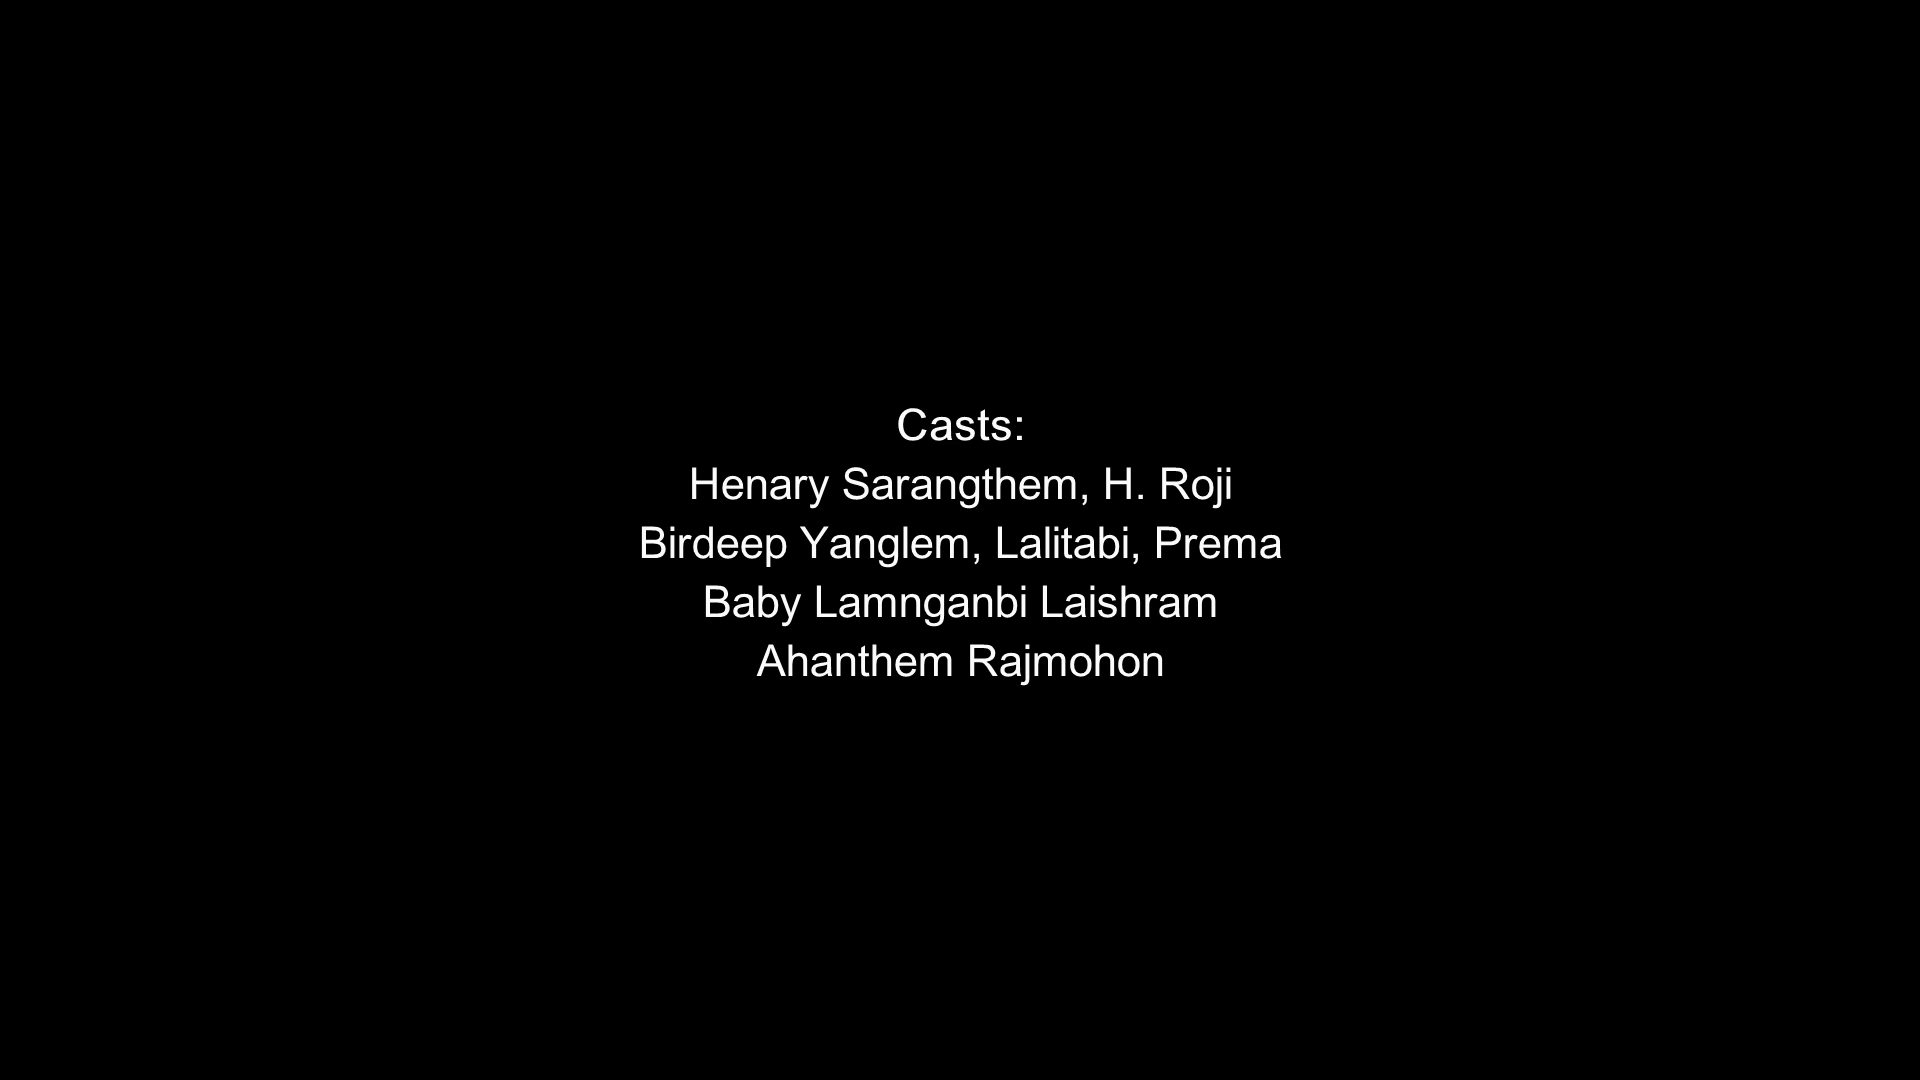 Casts:
Henary Sarangthem, H. Roji
Birdeep Yanglem, Lalitabi, Prema
Baby Lamnganbi Laishram
Ahanthem Rajmohon